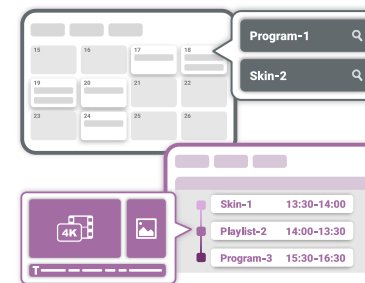 Program-1
15 16 17 18
Skin-2
19 20 21 22
23 24 25 26
Skin-1 13:30-14:00
4K
Playlist-2 14:00-13:30
T
Program-3 15:30-16:30